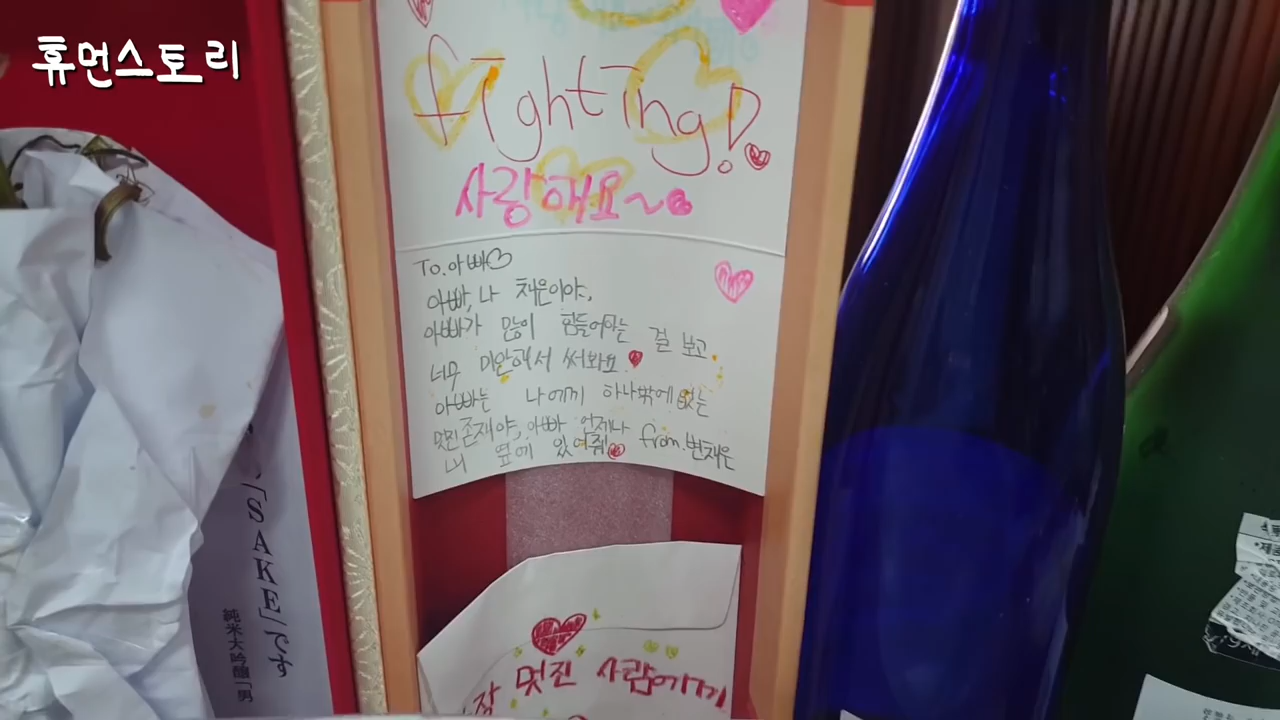 휴먼스토리
fighting!
사랑해요~
To. 아빠♡
아빠, 나 채은이야,
아빠가 많이 힘들어하는 걸 보고
너무 미안해서 써봐요
아빠는 나에게 하나밖에 없는
멋진 존재야, 아빠 언제나
내 옆에 있어줘! from. 변채은
잘 멋진 사람에게
「SAKE」です
純米大吟醸「男